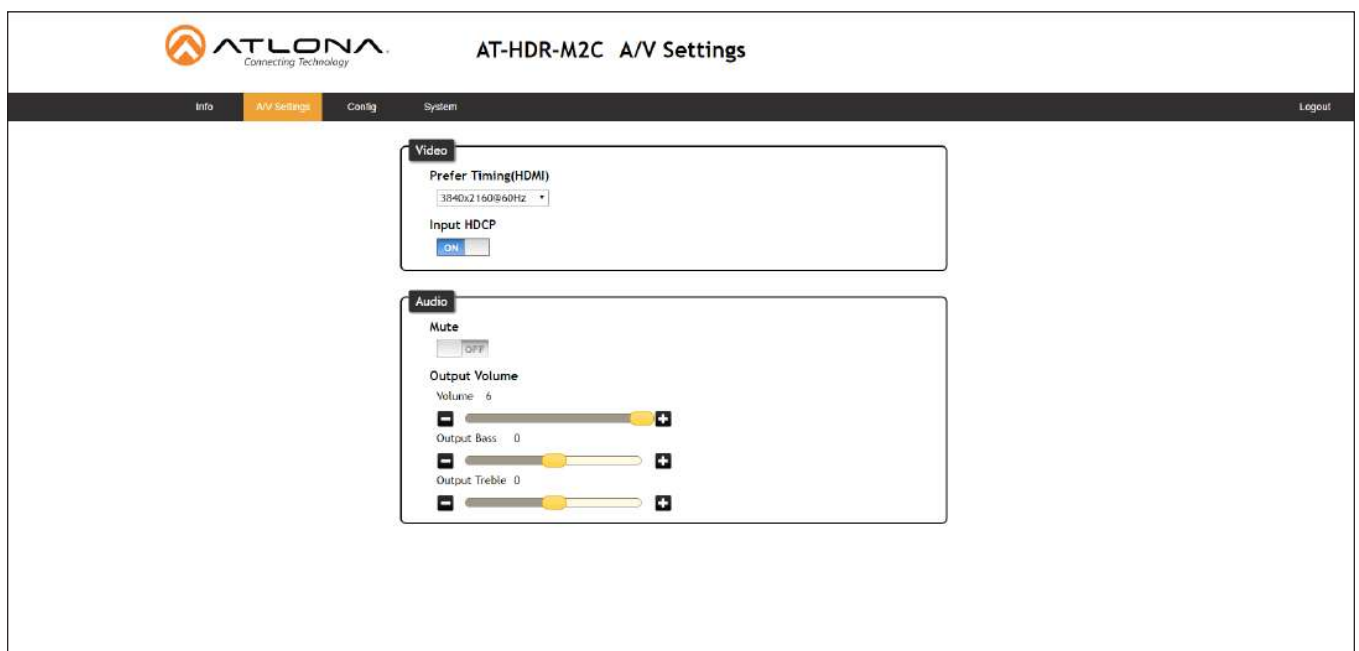 ATLONA.
Connecting Technology
AT-HDR-M2C A/V Settings
Info A/V Settings Config System Logout
Video
Prefer Timing(HDMI)
3840x2160@60Hz
Input HDCP
ON
Audio
Mute
OFF
Output Volume
Volume 6
Output Bass 0
Output Treble 0